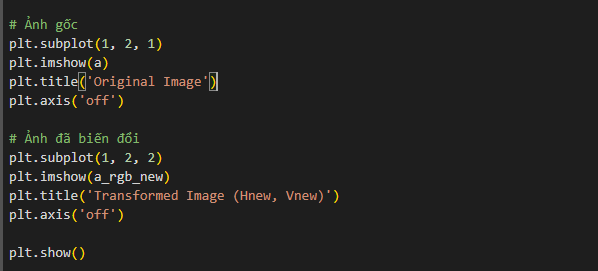 # Ảnh gốc
plt.subplot(1, 2, 1)
plt.imshow(a)
plt.title('Original Image')
plt.axis('off')
# Ảnh đã biến đổi
plt.subplot(1, 2, 2)
plt.imshow(a_rgb_new)
plt.title('Transformed Image (Hnew, Vnew)')
plt.axis('off')
plt.show()